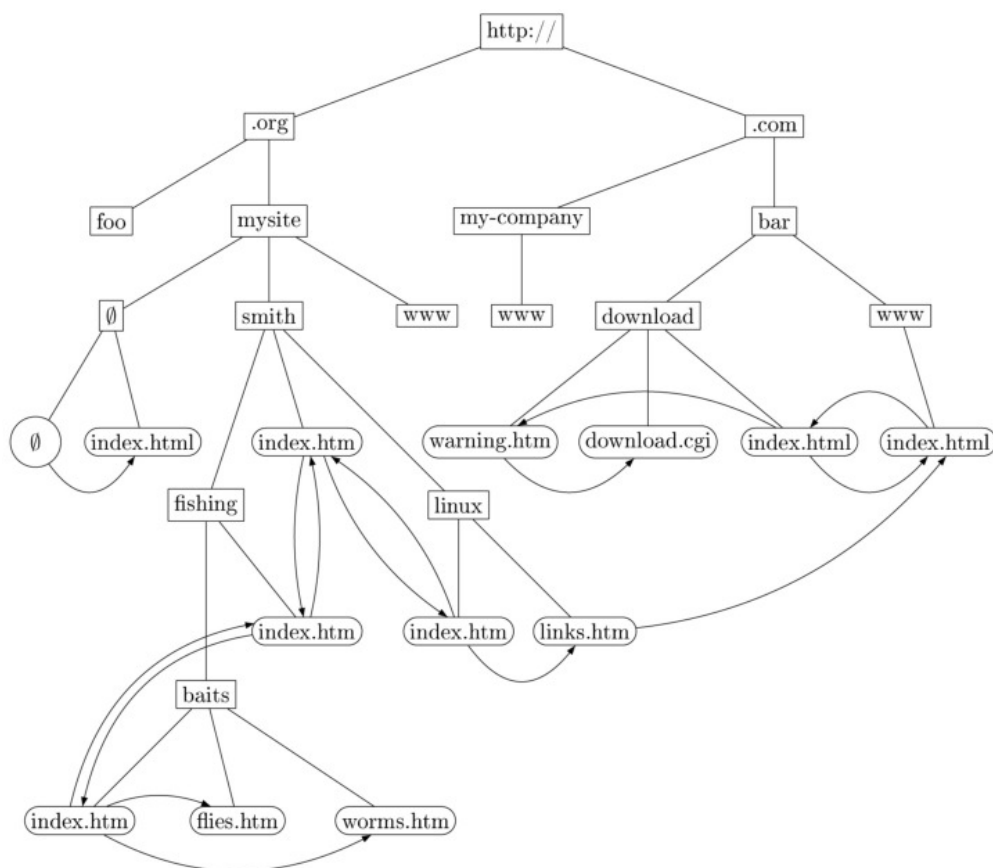 http://
.org
.com
foo
mysite
my-company
bar
∅
smith
www
www
download
www
∅
index.html
index.htm
warning.htm
download.cgi
index.html
index.html
fishing
linux
index.htm
index.htm
links.htm
baits
index.htm
flies.htm
worms.htm